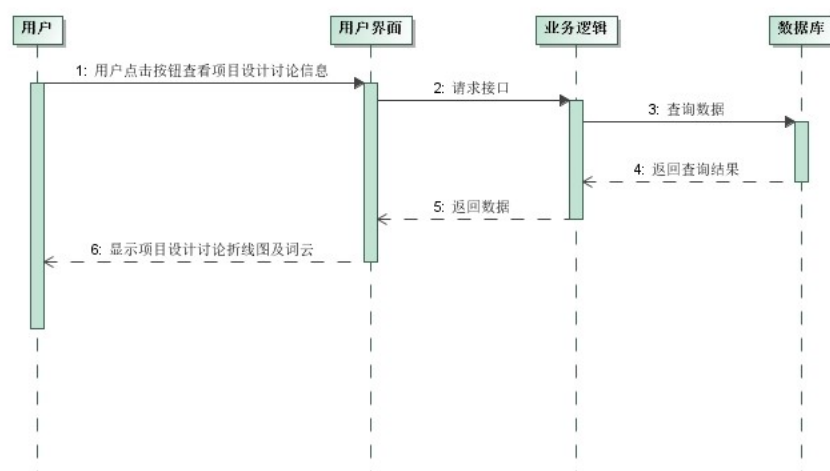 用户
用户界面
业务逻辑
数据库
1: 用户点击按钮查看项目设计讨论信息
2: 请求接口
3: 查询数据
4: 返回查询结果
5: 返回数据
6: 显示项目设计讨论折线图及词云